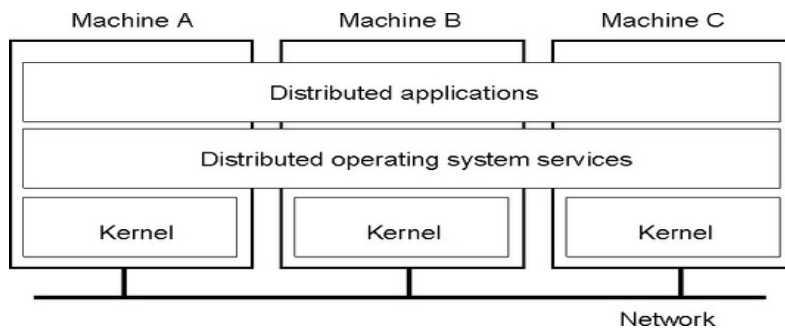 Machine A Machine B Machine C
Distributed applications
Distributed operating system services
Kernel Kernel Kernel
Network